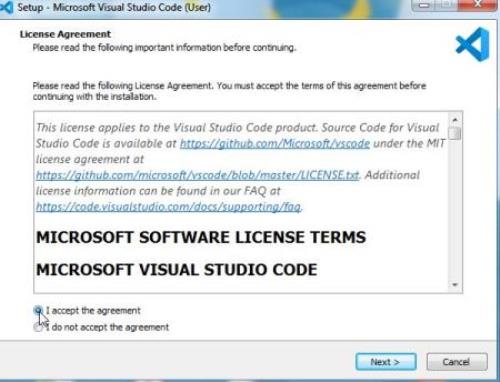 Setup - Microsoft Visual Studio Code (User)
License Agreement
Please read the following important information before continuing.
Please read the following License Agreement. You must accept the terms of this agreement before
continuing with the installation.
This license applies to the Visual Studio Code product. Source Code for Visual
Studio Code is available at https://github.com/Microsoft/vscode under the MIT
license agreement at
https://github.com/microsoft/vscode/blob/master/LICENSE.txt. Additional
license information can be found in our FAQ at
https://code.visualstudio.com/docs/supporting/faq.
MICROSOFT SOFTWARE LICENSE TERMS
MICROSOFT VISUAL STUDIO CODE
I accept the agreement
I do not accept the agreement
Next >
Cancel